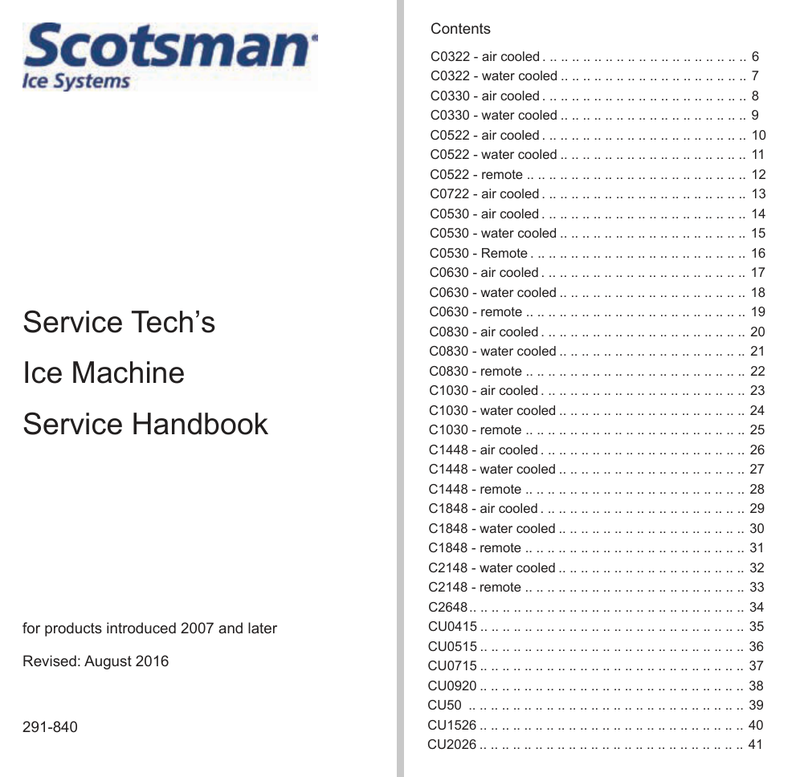 Scotsman
Ice Systems
Service Tech's
Ice Machine
Service Handbook
for products introduced 2007 and later
Revised: August 2016
291-840
Contents
C0322 - air cooled . .. .. .. .. .. .. .. .. .. .. .. .. .. .. .. .. .. .. 6
C0322 - water cooled .. .. .. .. .. .. .. .. .. .. .. .. .. .. .. .. .. 7
C0330 - air cooled . .. .. .. .. .. .. .. .. .. .. .. .. .. .. .. .. .. .. 8
C0330 - water cooled .. .. .. .. .. .. .. .. .. .. .. .. .. .. .. .. .. 9
C0522 - air cooled . .. .. .. .. .. .. .. .. .. .. .. .. .. .. .. .. .. .. 10
C0522 - water cooled .. .. .. .. .. .. .. .. .. .. .. .. .. .. .. .. .. 11
C0522 - remote .. .. .. .. .. .. .. .. .. .. .. .. .. .. .. .. .. .. .. .. 12
C0722 - air cooled . .. .. .. .. .. .. .. .. .. .. .. .. .. .. .. .. .. .. 13
C0530 - air cooled . .. .. .. .. .. .. .. .. .. .. .. .. .. .. .. .. .. .. 14
C0530 - water cooled .. .. .. .. .. .. .. .. .. .. .. .. .. .. .. .. .. 15
C0530 - Remote . .. .. .. .. .. .. .. .. .. .. .. .. .. .. .. .. .. .. .. 16
C0630 - air cooled . .. .. .. .. .. .. .. .. .. .. .. .. .. .. .. .. .. .. 17
C0630 - water cooled .. .. .. .. .. .. .. .. .. .. .. .. .. .. .. .. .. 18
C0630 - remote .. .. .. .. .. .. .. .. .. .. .. .. .. .. .. .. .. .. .. .. 19
C0830 - air cooled . .. .. .. .. .. .. .. .. .. .. .. .. .. .. .. .. .. .. 20
C0830 - water cooled .. .. .. .. .. .. .. .. .. .. .. .. .. .. .. .. .. 21
C0830 - remote .. .. .. .. .. .. .. .. .. .. .. .. .. .. .. .. .. .. .. .. 22
C1030 - air cooled . .. .. .. .. .. .. .. .. .. .. .. .. .. .. .. .. .. .. 23
C1030 - water cooled .. .. .. .. .. .. .. .. .. .. .. .. .. .. .. .. .. 24
C1030 - remote .. .. .. .. .. .. .. .. .. .. .. .. .. .. .. .. .. .. .. .. 25
C1448 - air cooled . .. .. .. .. .. .. .. .. .. .. .. .. .. .. .. .. .. .. 26
C1448 - water cooled .. .. .. .. .. .. .. .. .. .. .. .. .. .. .. .. .. 27
C1448 - remote .. .. .. .. .. .. .. .. .. .. .. .. .. .. .. .. .. .. .. .. 28
C1848 - air cooled . .. .. .. .. .. .. .. .. .. .. .. .. .. .. .. .. .. .. 29
C1848 - water cooled .. .. .. .. .. .. .. .. .. .. .. .. .. .. .. .. .. 30
C1848 - remote .. .. .. .. .. .. .. .. .. .. .. .. .. .. .. .. .. .. .. .. 31
C2148 - water cooled .. .. .. .. .. .. .. .. .. .. .. .. .. .. .. .. .. 32
C2148 - remote .. .. .. .. .. .. .. .. .. .. .. .. .. .. .. .. .. .. .. .. 33
C2648 .. .. .. .. .. .. .. .. .. .. .. .. .. .. .. .. .. .. .. .. .. .. .. .. .. 34
CU0415 .. .. .. .. .. .. .. .. .. .. .. .. .. .. .. .. .. .. .. .. .. .. .. .. 35
CU0515 .. .. .. .. .. .. .. .. .. .. .. .. .. .. .. .. .. .. .. .. .. .. .. .. 36
CU0715 .. .. .. .. .. .. .. .. .. .. .. .. .. .. .. .. .. .. .. .. .. .. .. .. 37
CU0920 .. .. .. .. .. .. .. .. .. .. .. .. .. .. .. .. .. .. .. .. .. .. .. .. 38
CU50 .. .. .. .. .. .. .. .. .. .. .. .. .. .. .. .. .. .. .. .. .. .. .. .. .. 39
CU1526 .. .. .. .. .. .. .. .. .. .. .. .. .. .. .. .. .. .. .. .. .. .. .. .. 40
CU2026 .. .. .. .. .. .. .. .. .. .. .. .. .. .. .. .. .. .. .. .. .. .. .. .. 41